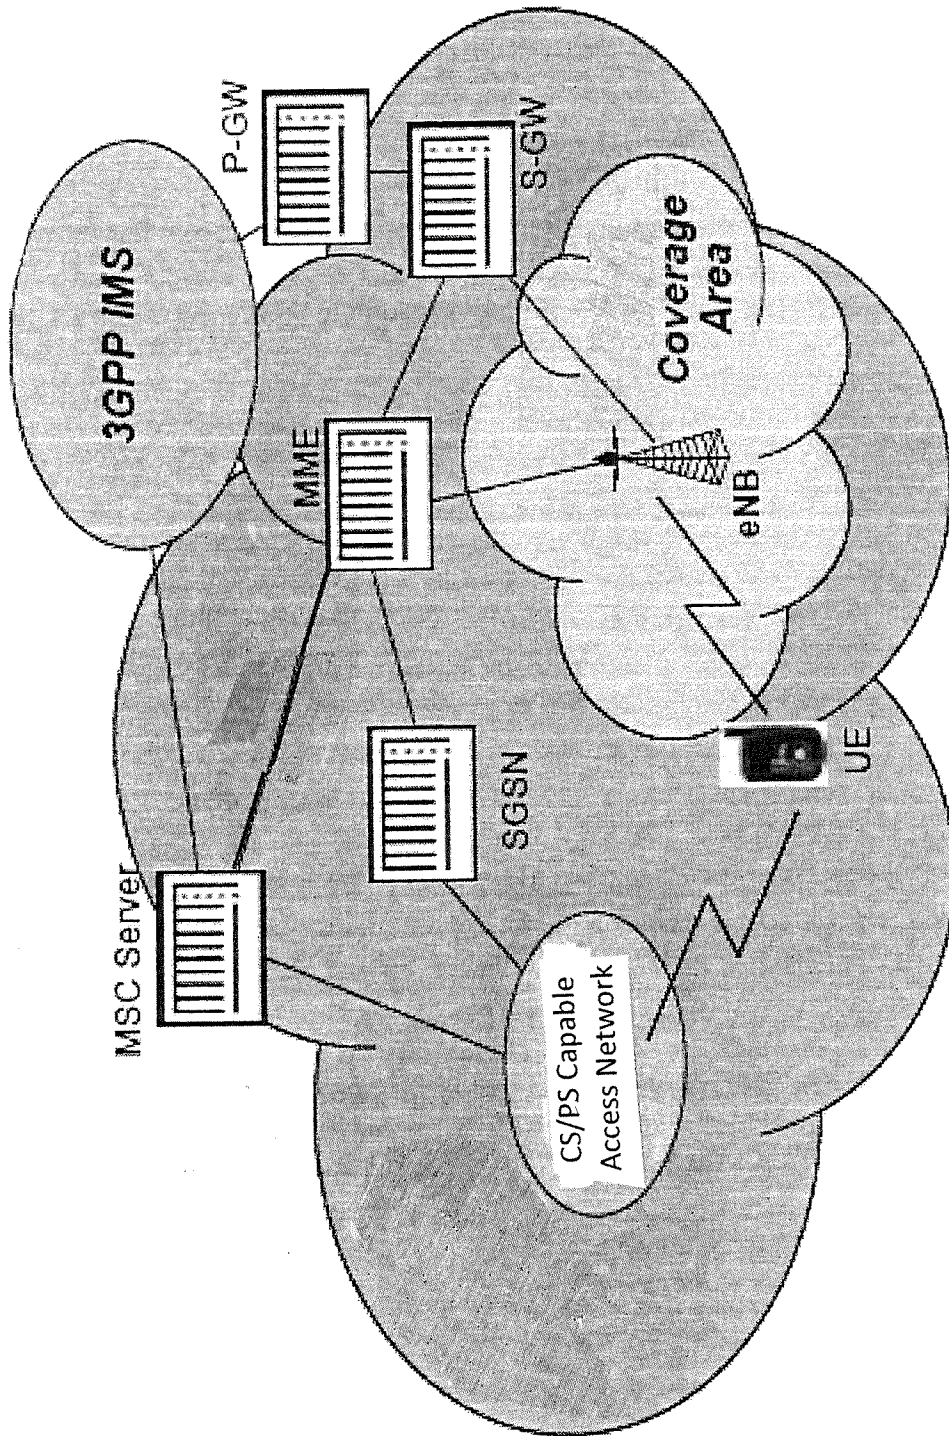 3GPP IMS
P-GW
MSC Server
MME
S-GW
SGSN
CS/PS Capable
Access Network
Coverage
Area
eNB
UE